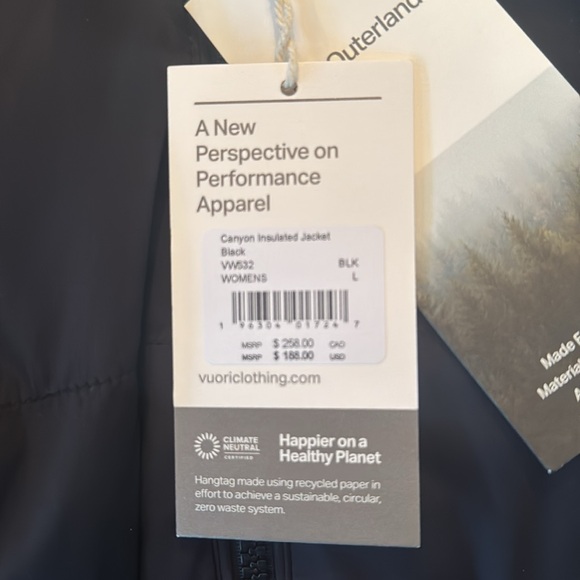 Outerland
A New
Perspective on
Performance
Apparel
Canyon Insulated Jacket
Black
VW532 BLK
WOMENS L
1 96304 01724 7
MSRP $ 258.00 CAD
MSRP $ 188.00 USD
vuoriclothing.com
Made
Material
CLIMATE
NEUTRAL
CERTIFIED
Happier on a
Healthy Planet
Hangtag made using recycled paper in
effort to achieve a sustainable, circular,
zero waste system.